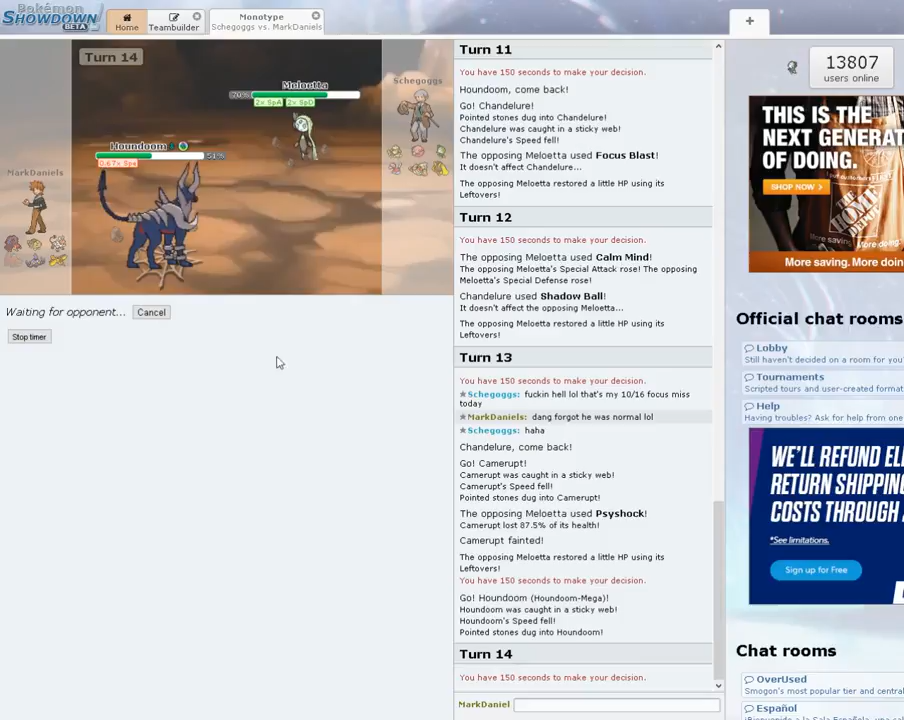 Pokémon
SHOWDOWN!
BETA
Home
Teambuilder
Monotype
Schegoggs vs. MarkDaniels
+
Turn 14
Meloetta
2x SpA 2x SpD
Schegoggs
Houndoom
51%
0.67x Spe
MarkDaniels
Waiting for opponent...
Cancel
Stop timer
Turn 11
You have 150 seconds to make your decision.
Houndoom, come back!
Go! Chandelure!
Pointed stones dug into Chandelure!
Chandelure was caught in a sticky web!
Chandelure's Speed fell!
The opposing Meloetta used Focus Blast!
It doesn't affect Chandelure...
The opposing Meloetta restored a little HP using its
Leftovers!
Turn 12
You have 150 seconds to make your decision.
The opposing Meloetta used Calm Mind!
The opposing Meloetta's Special Attack rose! The opposing
Meloetta's Special Defense rose!
Chandelure used Shadow Ball!
It doesn't affect the opposing Meloetta...
The opposing Meloetta restored a little HP using its
Leftovers!
Turn 13
You have 150 seconds to make your decision.
★Schegoggs: fuckin hell lol that's my 10/16 focus miss
today
★MarkDaniels: dang forgot he was normal lol
★Schegoggs: haha
Chandelure, come back!
Go! Camerupt!
Camerupt was caught in a sticky web!
Camerupt's Speed fell!
Pointed stones dug into Camerupt!
The opposing Meloetta used Psyshock!
Camerupt lost 87.5% of its health!
Camerupt fainted!
The opposing Meloetta restored a little HP using its
Leftovers!
You have 150 seconds to make your decision.
Go! Houndoom (Houndoom-Mega)!
Houndoom was caught in a sticky web!
Houndoom's Speed fell!
Pointed stones dug into Houndoom!
Turn 14
You have 150 seconds to make your decision.
MarkDaniel
13807
users online
THIS IS THE
NEXT GENERAT
OF DOING.
SHOP NOW
THE HOME DEPOT
More saving.
More saving. More doin
Official chat rooms
Lobby
Still haven't decided on a room for you
Tournaments
Scripted tours and user-created format
Help
Having troubles? Ask for help from one
WE'LL REFUND EL
RETURN SHIPPING
COSTS THROUGH
*See limitations.
Sign up for Free
Chat rooms
OverUsed
Smogon's most popular tier and central
Español